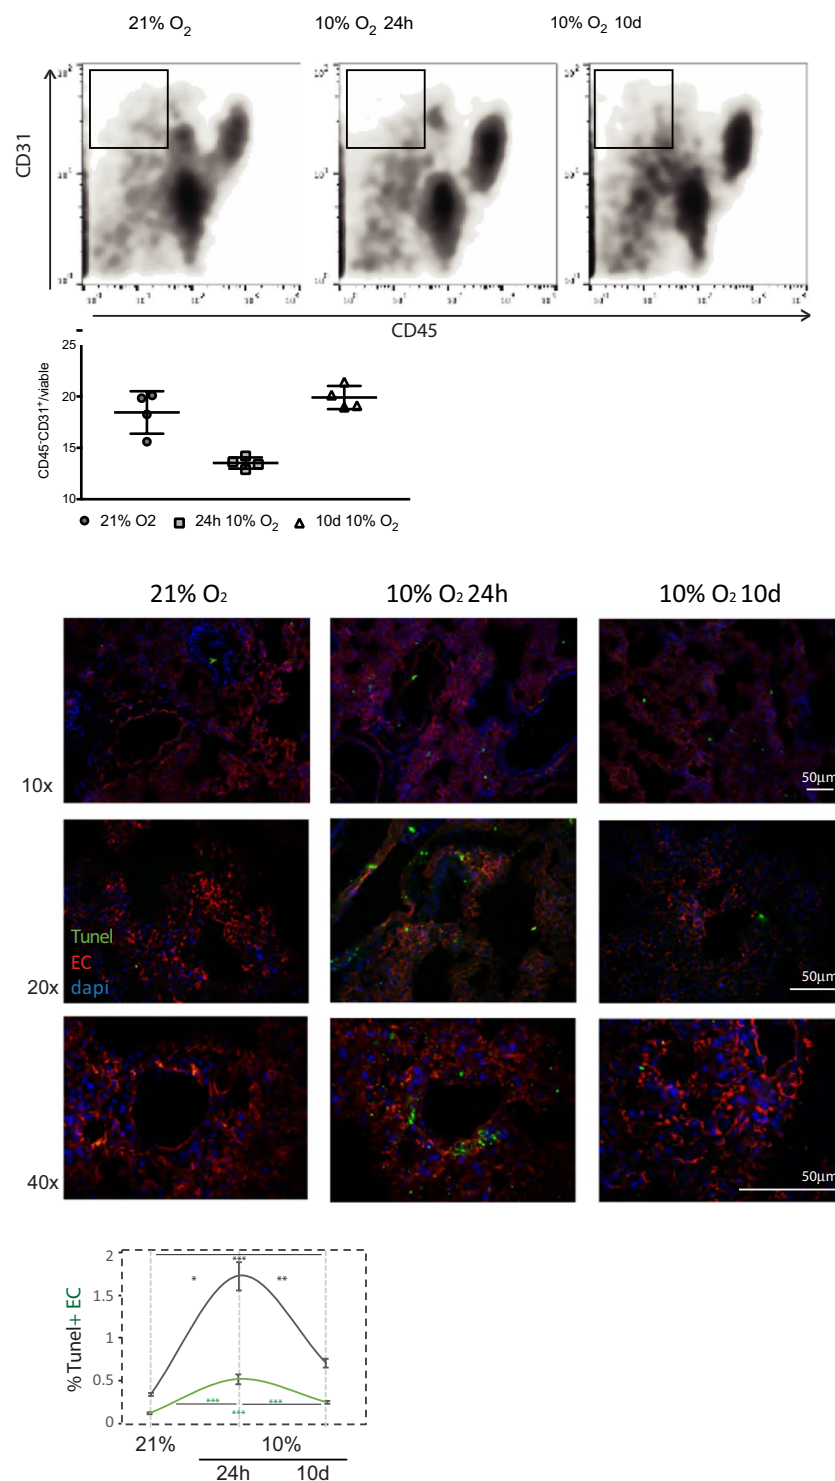 21% O2
10% O2 24h
10% O2 10d
CD31
CD45
-
25
20
15
10
CD45-CD31+/viable
21% O2
24h 10% O2
10d 10% O2
21% O2
10% O2 24h
10% O2 10d
10x
50µm
Tunel
EC
dapi
20x
50µm
40x
50µm
2
1.5
1
0.5
0
% Tunel+ EC
***
*
**
***
***
***
21%
10%
24h
10d